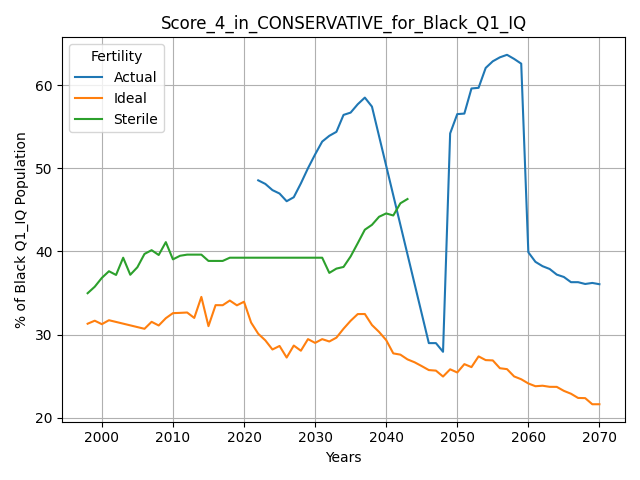 Score_4_in_CONSERVATIVE_for_Black_Q1_IQ
Fertility
Actual
Ideal
Sterile
% of Black Q1_IQ Population
60
50
40
30
20
2000 2010 2020 2030 2040 2050 2060 2070
Years